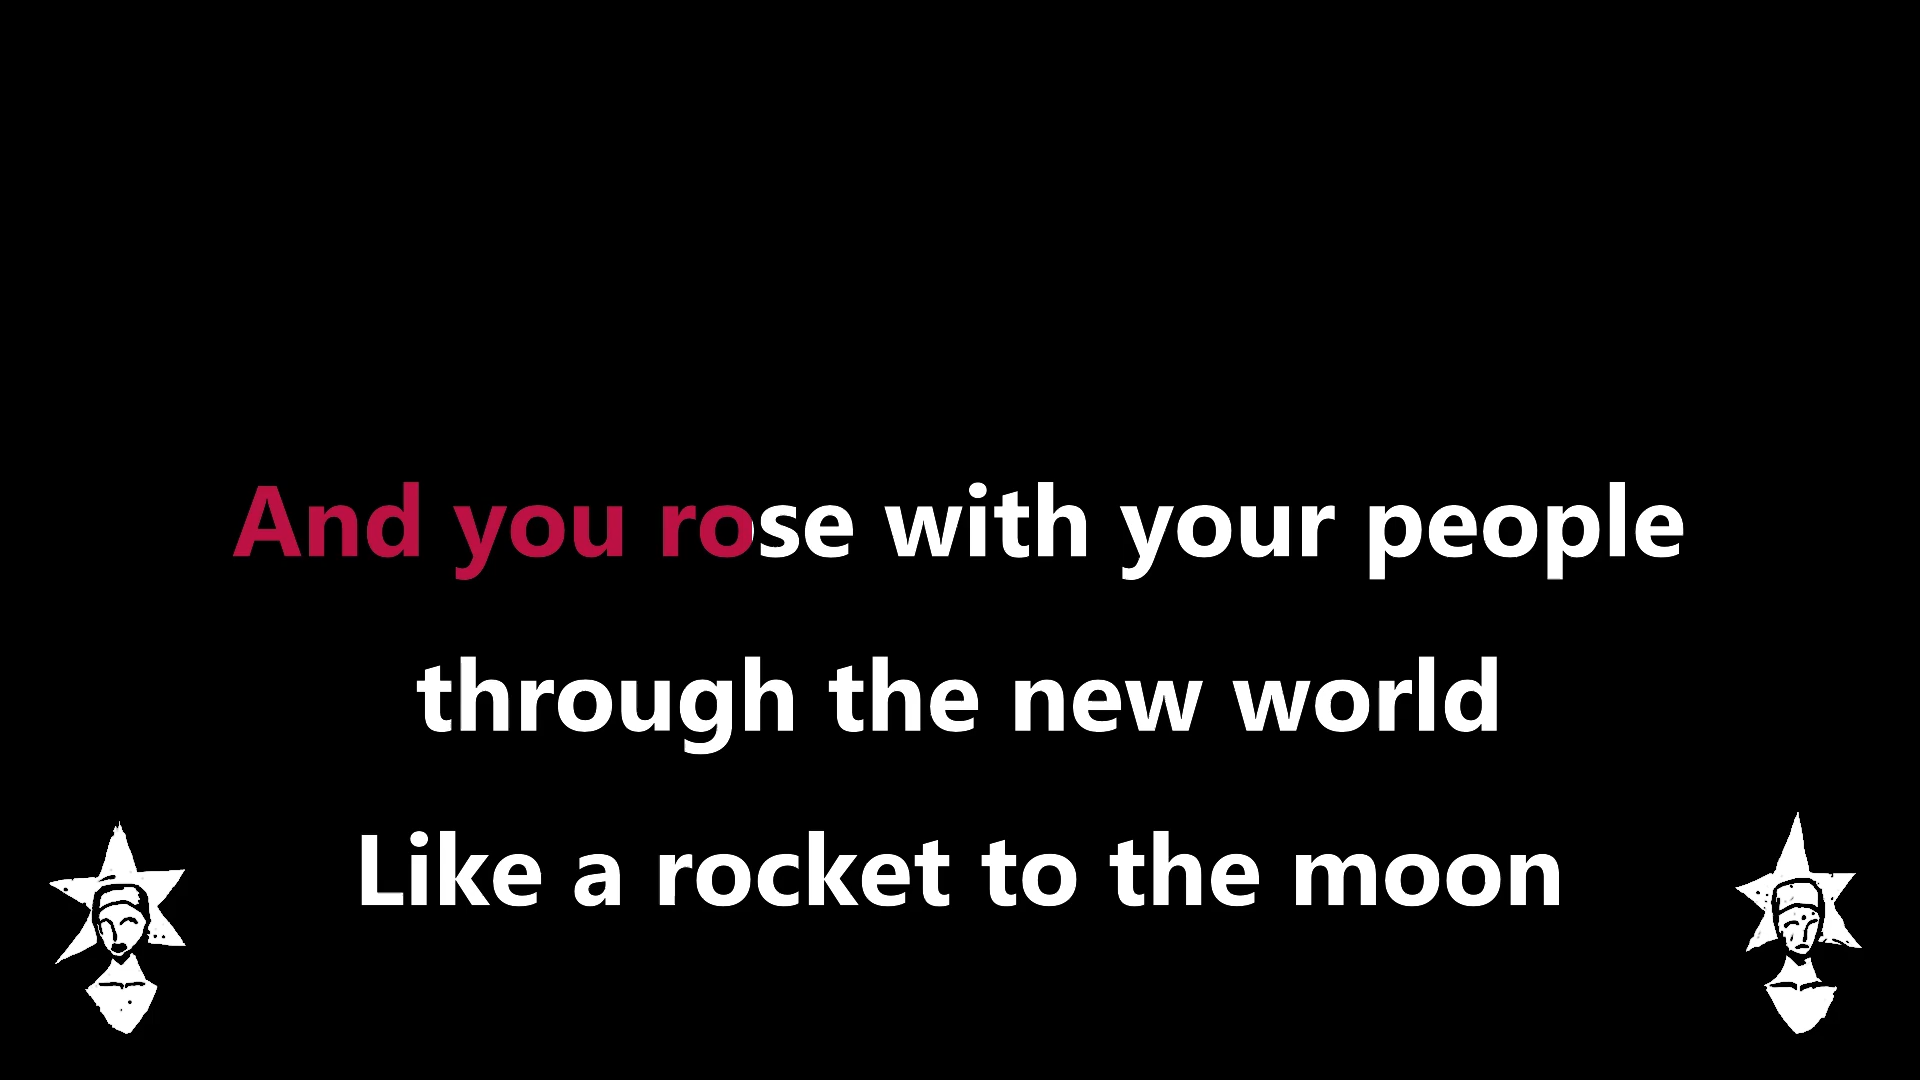 And you rose with your people
through the new world
Like a rocket to the moon